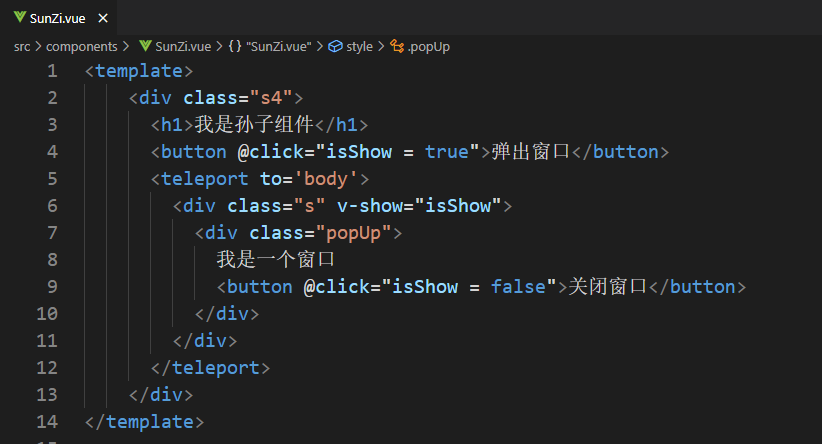 SunZi.vue ×
src > components > SunZi.vue > {} "SunZi.vue" > style > .popUp
1 <template>
2 <div class="s4">
3 <h1>我是孙子组件</h1>
4 <button @click="isShow = true">弹出窗口</button>
5 <teleport to='body'>
6 <div class="s" v-show="isShow">
7 <div class="popUp">
8 我是一个窗口
9 <button @click="isShow = false">关闭窗口</button>
10 </div>
11 </div>
12 </teleport>
13 </div>
14 </template>